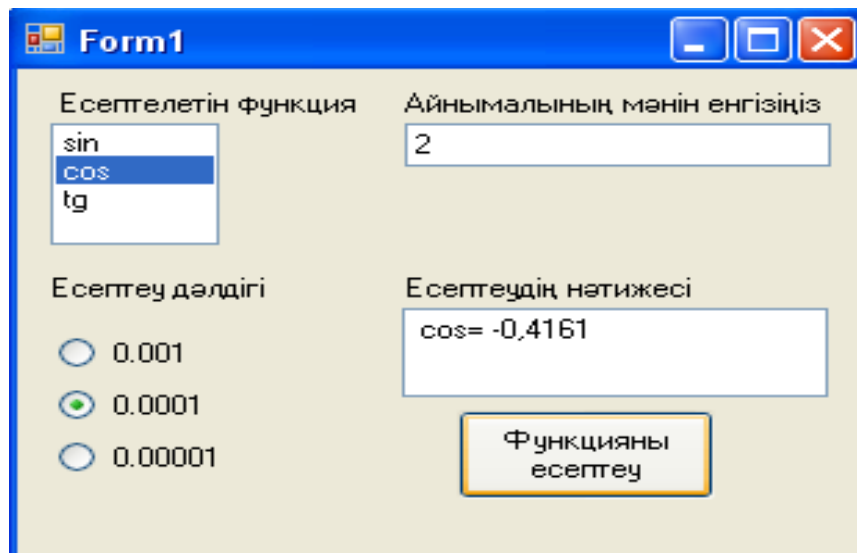 Form1
Есептелетін функция
sin
cos
tg
Айнымалының мәнін енгізіңіз
2
Есептеу дәлдігі
0.001
0.0001
0.00001
Есептеудің нәтижесі
cos= -0,4161
Функцияны
есептеу